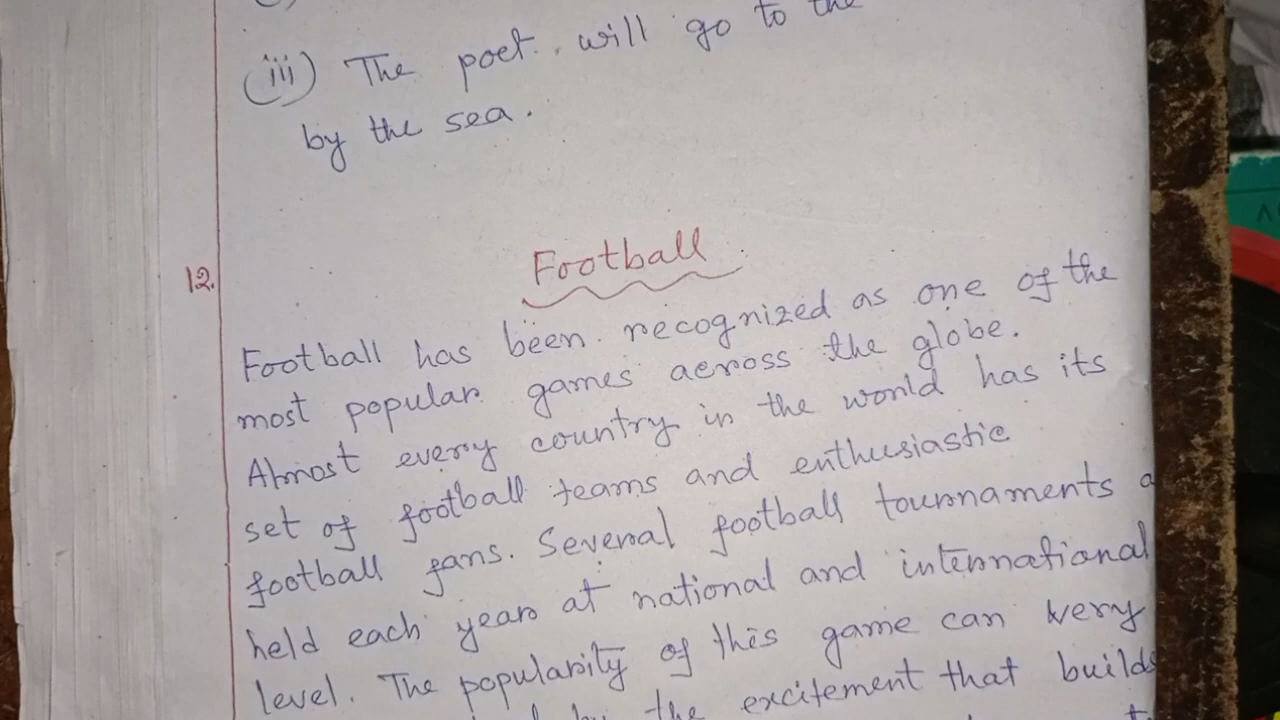 (iii) The poet will go to the
by the sea.
12.
Football
Football has been recognized as one of the
most popular games across the globe.
Almost every country in the world has its
set of football teams and enthusiastic
football fans. Several football tournaments a
held each year at national and international
level. The popularity of this game can very
the excitement that builds